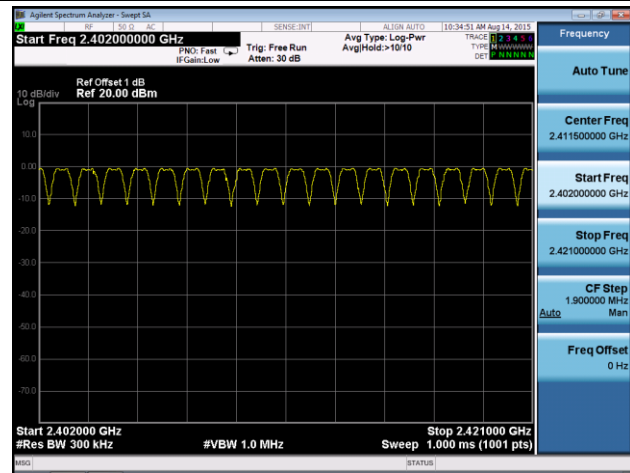 Agilent Spectrum Analyzer - Swept SA
RF 50 Ω AC SENSE:INT ALIGN AUTO 10:34:51 AM Aug 14, 2015
Start Freq 2.402000000 GHz
PNO: Fast
IFGain:Low
Trig: Free Run
Atten: 30 dB
Avg Type: Log-Pwr
Avg|Hold:>10/10
TRACE 1 2 3 4 5 6
TYPE M WWWWW
DET P N N N N N
Ref Offset 1 dB
10 dB/div Ref 20.00 dBm
Log
10.0
0.00
-10.0
-20.0
-30.0
-40.0
-50.0
-60.0
-70.0
Start 2.402000 GHz Stop 2.421000 GHz
#Res BW 300 kHz #VBW 1.0 MHz Sweep 1.000 ms (1001 pts)
MSG STATUS
Frequency
Auto Tune
Center Freq
2.411500000 GHz
Start Freq
2.402000000 GHz
Stop Freq
2.421000000 GHz
CF Step
1.900000 MHz
Auto Man
Freq Offset
0 Hz